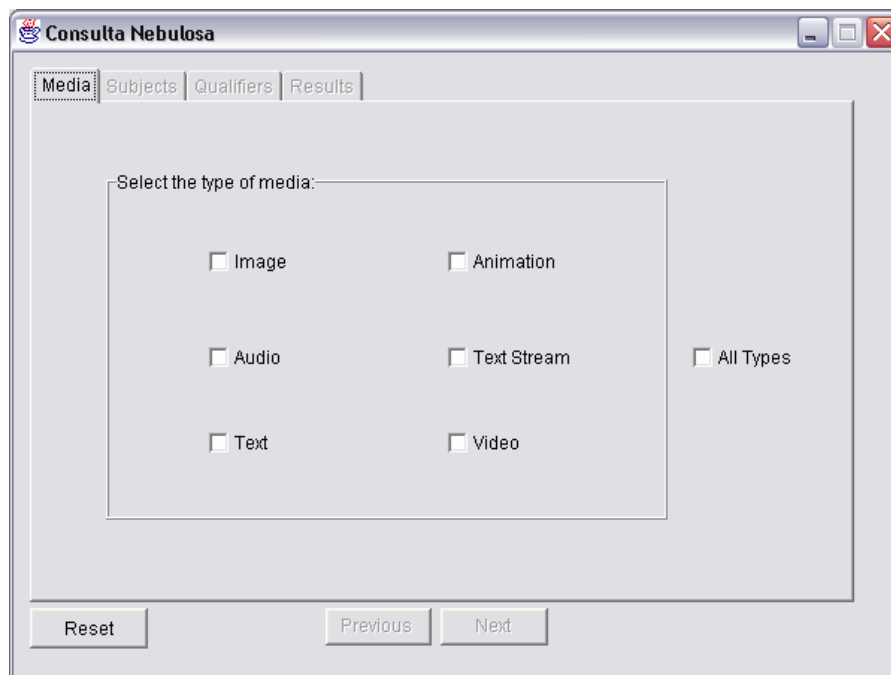 Consulta Nebulosa
Media Subjects Qualifiers Results
Select the type of media:
Image Animation
Audio Text Stream All Types
Text Video
Reset Previous Next